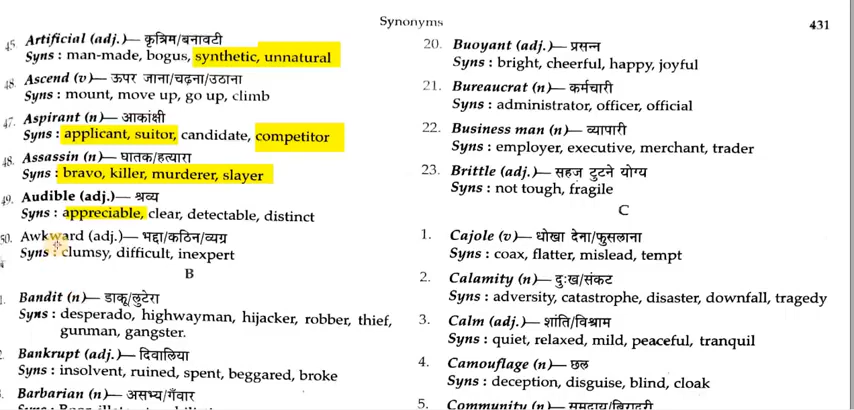 Synonyms
431
45. Artificial (adj.)— कृत्रिम/बनावटी
Syns : man-made, bogus, synthetic, unnatural
48. Ascend (v)— ऊपर जाना/चढ़ना/उठाना
Syns : mount, move up, go up, climb
47. Aspirant (n)— आकांक्षी
Syns : applicant, suitor, candidate, competitor
48. Assassin (n)— घातक/हत्यारा
Syns : bravo, killer, murderer, slayer
49. Audible (adj.)— श्रव्य
Syns : appreciable, clear, detectable, distinct
50. Awkward (adj.)— भद्दा/कठिन/व्यग्र
Syns : clumsy, difficult, inexpert
B
Bandit (n)— डाकू/लुटेरा
Syns : desperado, highwayman, hijacker, robber, thief,
gunman, gangster.
Bankrupt (adj.)— दिवालिया
Syns : insolvent, ruined, spent, beggared, broke
Barbarian (n)— असभ्य/गँवार
20. Buoyant (adj.)— प्रसन्न
Syns : bright, cheerful, happy, joyful
21. Bureaucrat (n)— कर्मचारी
Syns : administrator, officer, official
22. Business man (n)— व्यापारी
Syns : employer, executive, merchant, trader
23. Brittle (adj.)— सहज टुटने योग्य
Syns : not tough, fragile
C
1. Cajole (v)— धोखा देना/फुसलाना
Syns : coax, flatter, mislead, tempt
2. Calamity (n)— दुःख/संकट
Syns : adversity, catastrophe, disaster, downfall, tragedy
3. Calm (adj.)— शांति/विश्राम
Syns : quiet, relaxed, mild, peaceful, tranquil
4. Camouflage (n)— छल
Syns : deception, disguise, blind, cloak
5. Community (n)— समुदाय/बिरादरी